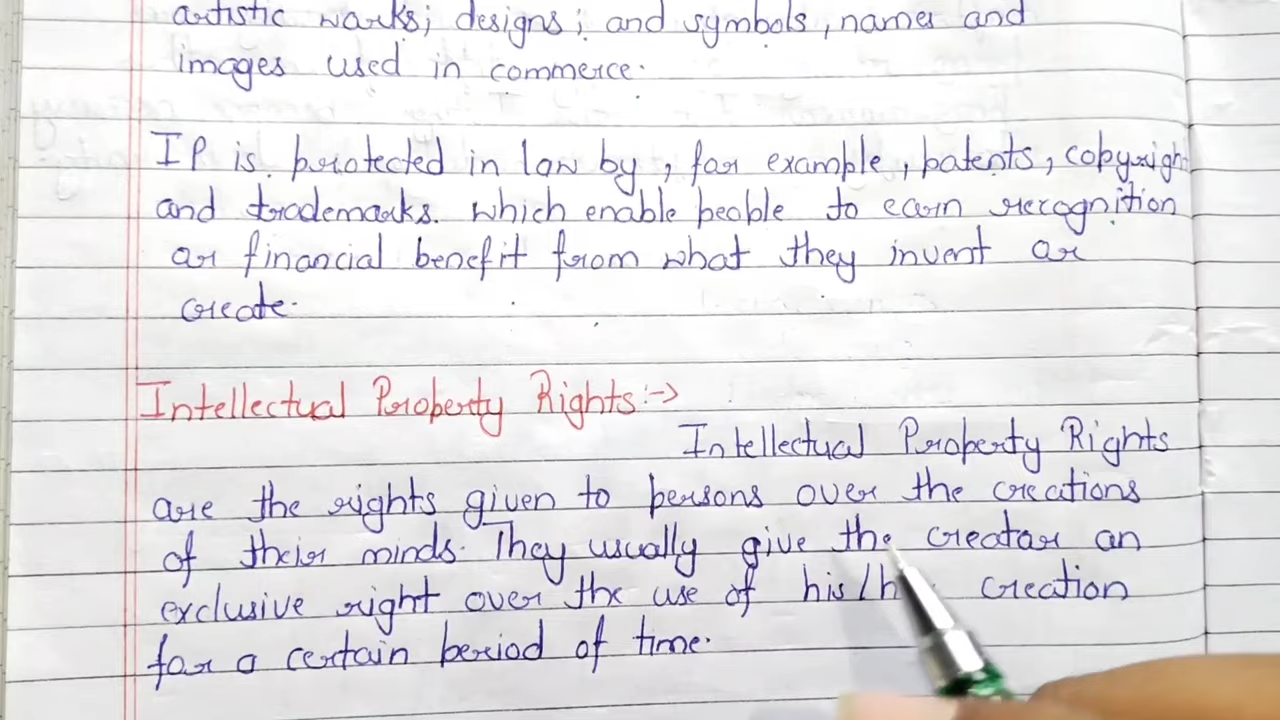 artistic works; designs; and symbols, names and
images used in commerce.
IP is protected in law by, for example, patents, copyrigh
and trademarks. which enable people to earn recognition
or financial benefit from what they invent or
create.
Intellectual Property Rights :->
Intellectual Property Rights
are the rights given to persons over the creations
of their minds. They usually give the creator an
exclusive right over the use of his/h creation
for a certain period of time.